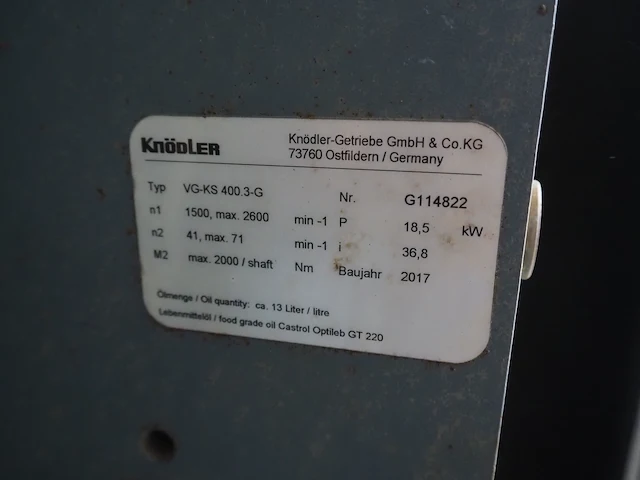 KNÖDLER
Knödler-Getriebe GmbH & Co.KG
73760 Ostfildern / Germany
Typ VG-KS 400.3-G Nr. G114822
n1 1500, max. 2600 min -1 P 18,5 kW
n2 41, max. 71 min -1 i 36,8
M2 max. 2000 / shaft Nm Baujahr 2017
Ölmenge / Oil quantity: ca. 13 Liter / litre
Lebensmittelöl / food grade oil Castrol Optileb GT 220